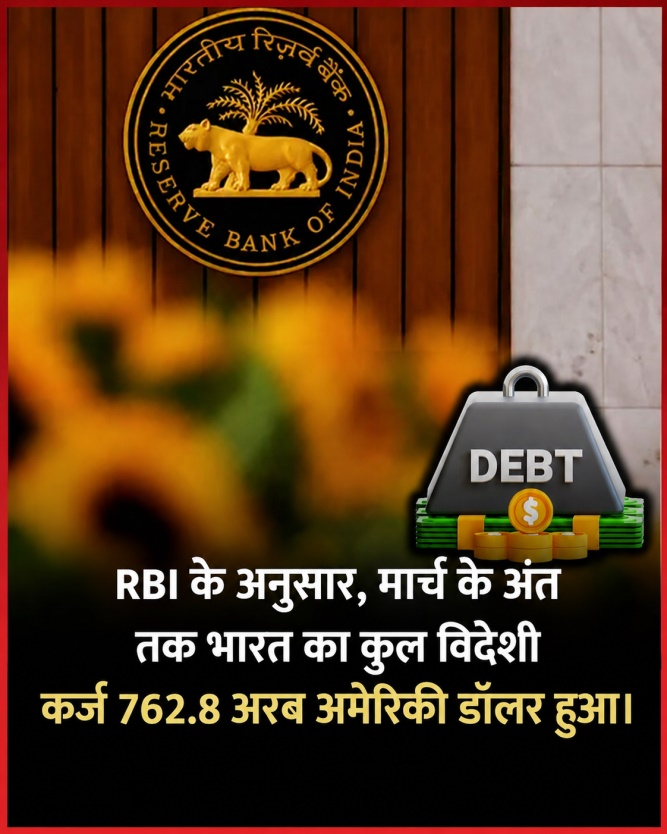 भारतीय रिज़र्व बैंक
RESERVE BANK OF INDIA
DEBT
$
RBI के अनुसार, मार्च के अंत
तक भारत का कुल विदेशी
कर्ज 762.8 अरब अमेरिकी डॉलर हुआ।